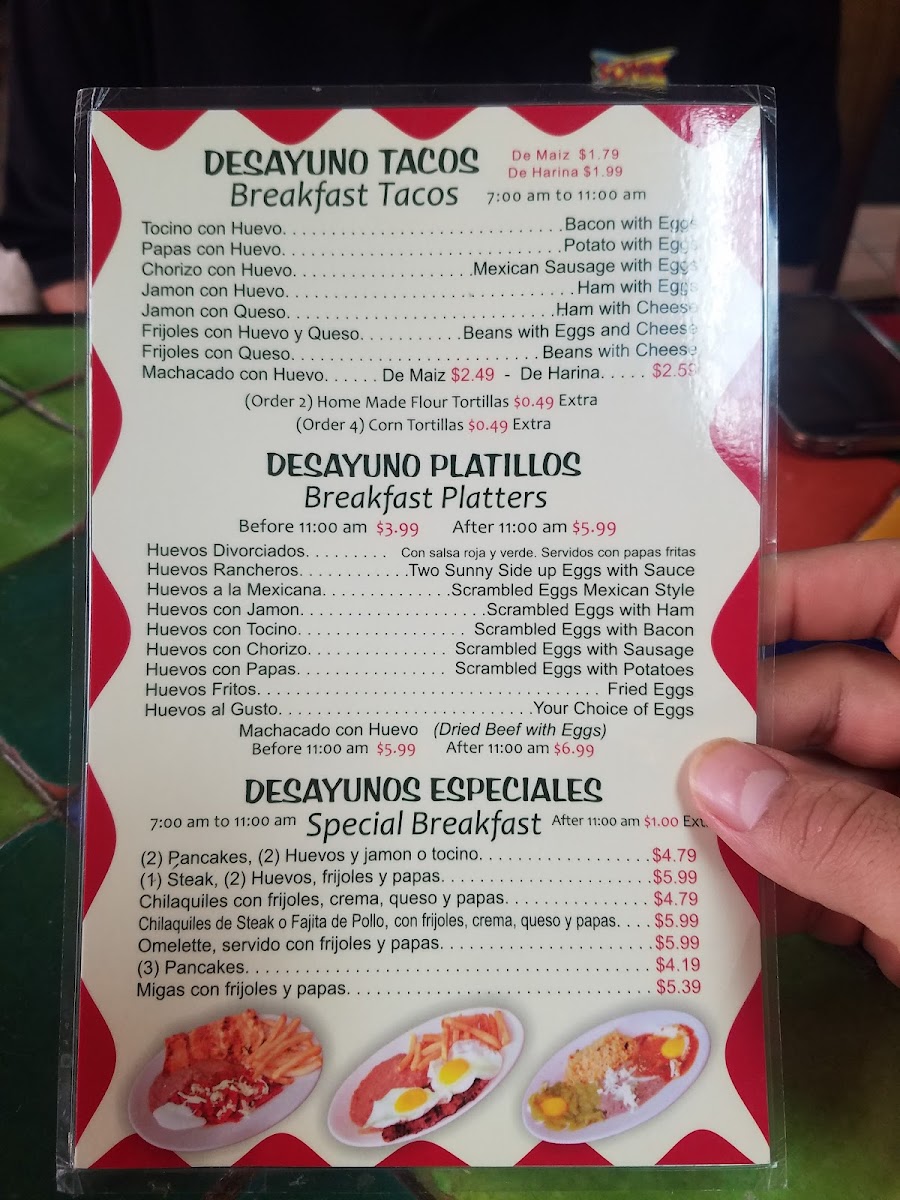 SONIC
DESAYUNO TACOS
De Maiz $1.79
De Harina $1.99
Breakfast Tacos 7:00 am to 11:00 am
Tocino con Huevo. . . . . . . . . . . . . . . . . . . . . . . . . . . . . .Bacon with Eggs
Papas con Huevo. . . . . . . . . . . . . . . . . . . . . . . . . . . . . .Potato with Eggs
Chorizo con Huevo. . . . . . . . . . . . . . . . . . . .Mexican Sausage with Eggs
Jamon con Huevo. . . . . . . . . . . . . . . . . . . . . . . . . . . . . . .Ham with Eggs
Jamon con Queso. . . . . . . . . . . . . . . . . . . . . . . . . . . . .Ham with Cheese
Frijoles con Huevo y Queso. . . . . . . . . . .Beans with Eggs and Cheese
Frijoles con Queso. . . . . . . . . . . . . . . . . . . . . . . . . . .Beans with Cheese
Machacado con Huevo. . . . . . De Maiz $2.49 - De Harina. . . . . $2.59
(Order 2) Home Made Flour Tortillas $0.49 Extra
(Order 4) Corn Tortillas $0.49 Extra
DESAYUNO PLATILLOS
Breakfast Platters
Before 11:00 am $3.99 After 11:00 am $5.99
Huevos Divorciados. . . . . . . . . Con salsa roja y verde. Servidos con papas fritas
Huevos Rancheros. . . . . . . . . . . .Two Sunny Side up Eggs with Sauce
Huevos a la Mexicana. . . . . . . . . . . . . .Scrambled Eggs Mexican Style
Huevos con Jamon. . . . . . . . . . . . . . . . . . . .Scrambled Eggs with Ham
Huevos con Tocino. . . . . . . . . . . . . . . . . . Scrambled Eggs with Bacon
Huevos con Chorizo. . . . . . . . . . . . . . . Scrambled Eggs with Sausage
Huevos con Papas. . . . . . . . . . . . . . . . Scrambled Eggs with Potatoes
Huevos Fritos. . . . . . . . . . . . . . . . . . . . . . . . . . . . . . . . . . . . . Fried Eggs
Huevos al Gusto. . . . . . . . . . . . . . . . . . . . . . . . . . .Your Choice of Eggs
Machacado con Huevo (Dried Beef with Eggs)
Before 11:00 am $5.99 After 11:00 am $6.99
DESAYUNOS ESPECIALES
7:00 am to 11:00 am Special Breakfast After 11:00 am $1.00
(2) Pancakes, (2) Huevos y jamon o tocino. . . . . . . . . . . . . . . . . .$4.79
(1) Steak, (2) Huevos, frijoles y papas. . . . . . . . . . . . . . . . . . . . . . .$5.99
Chilaquiles con frijoles, crema, queso y papas. . . . . . . . . . . . . . . .$4.79
Chilaquiles de Steak o Fajita de Pollo, con frijoles, crema, queso y papas. . . . .$5.99
Omelette, servido con frijoles y papas. . . . . . . . . . . . . . . . . . . . . . .$5.99
(3) Pancakes. . . . . . . . . . . . . . . . . . . . . . . . . . . . . . . . . . . . . . . . . . . $4.19
Migas con frijoles y papas. . . . . . . . . . . . . . . . . . . . . . . . . . . . . . . . $5.39